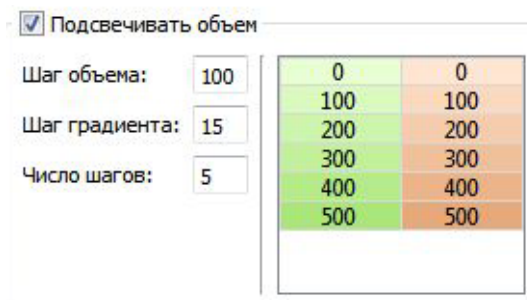 Подсвечивать объем
Шаг объема: 100
Шаг градиента: 15
Число шагов: 5
0 0
100 100
200 200
300 300
400 400
500 500